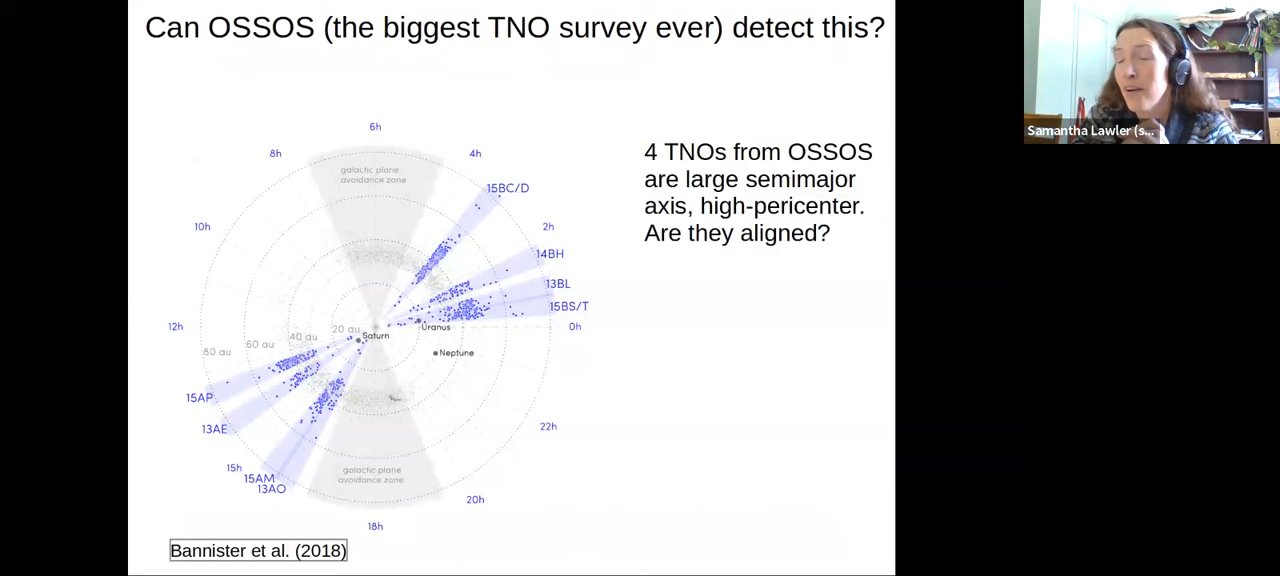 Can OSSOS (the biggest TNO survey ever) detect this?
Samantha Lawler (s...
6h
8h
4h
galactic plane
avoidance zone
15BC/D
10h
2h
14BH
13BL
15BS/T
12h
0h
80 au
60 au
40 au
20 au
Saturn
Uranus
Neptune
15AP
13AE
22h
15h
15AM
13AO
galactic plane
avoidance zone
20h
18h
4 TNOs from OSSOS
are large semimajor
axis, high-pericenter.
Are they aligned?
Bannister et al. (2018)